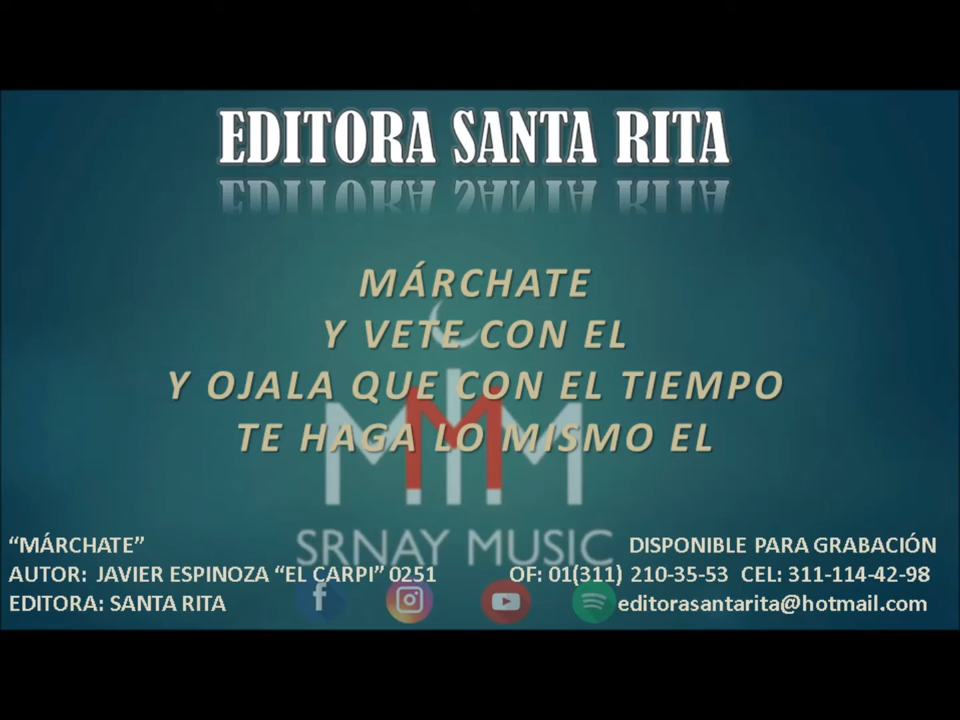 EDITORA SANTA RITA
MÁRCHATE
Y VETE CON EL
Y OJALA QUE CON EL TIEMPO
TE HAGA LO MISMO EL
SRNAY MUSIC
“MÁRCHATE”
DISPONIBLE PARA GRABACIÓN
AUTOR: JAVIER ESPINOZA “EL CARPI” 0251
OF: 01(311) 210-35-53 CEL: 311-114-42-98
EDITORA: SANTA RITA
editorasantarita@hotmail.com